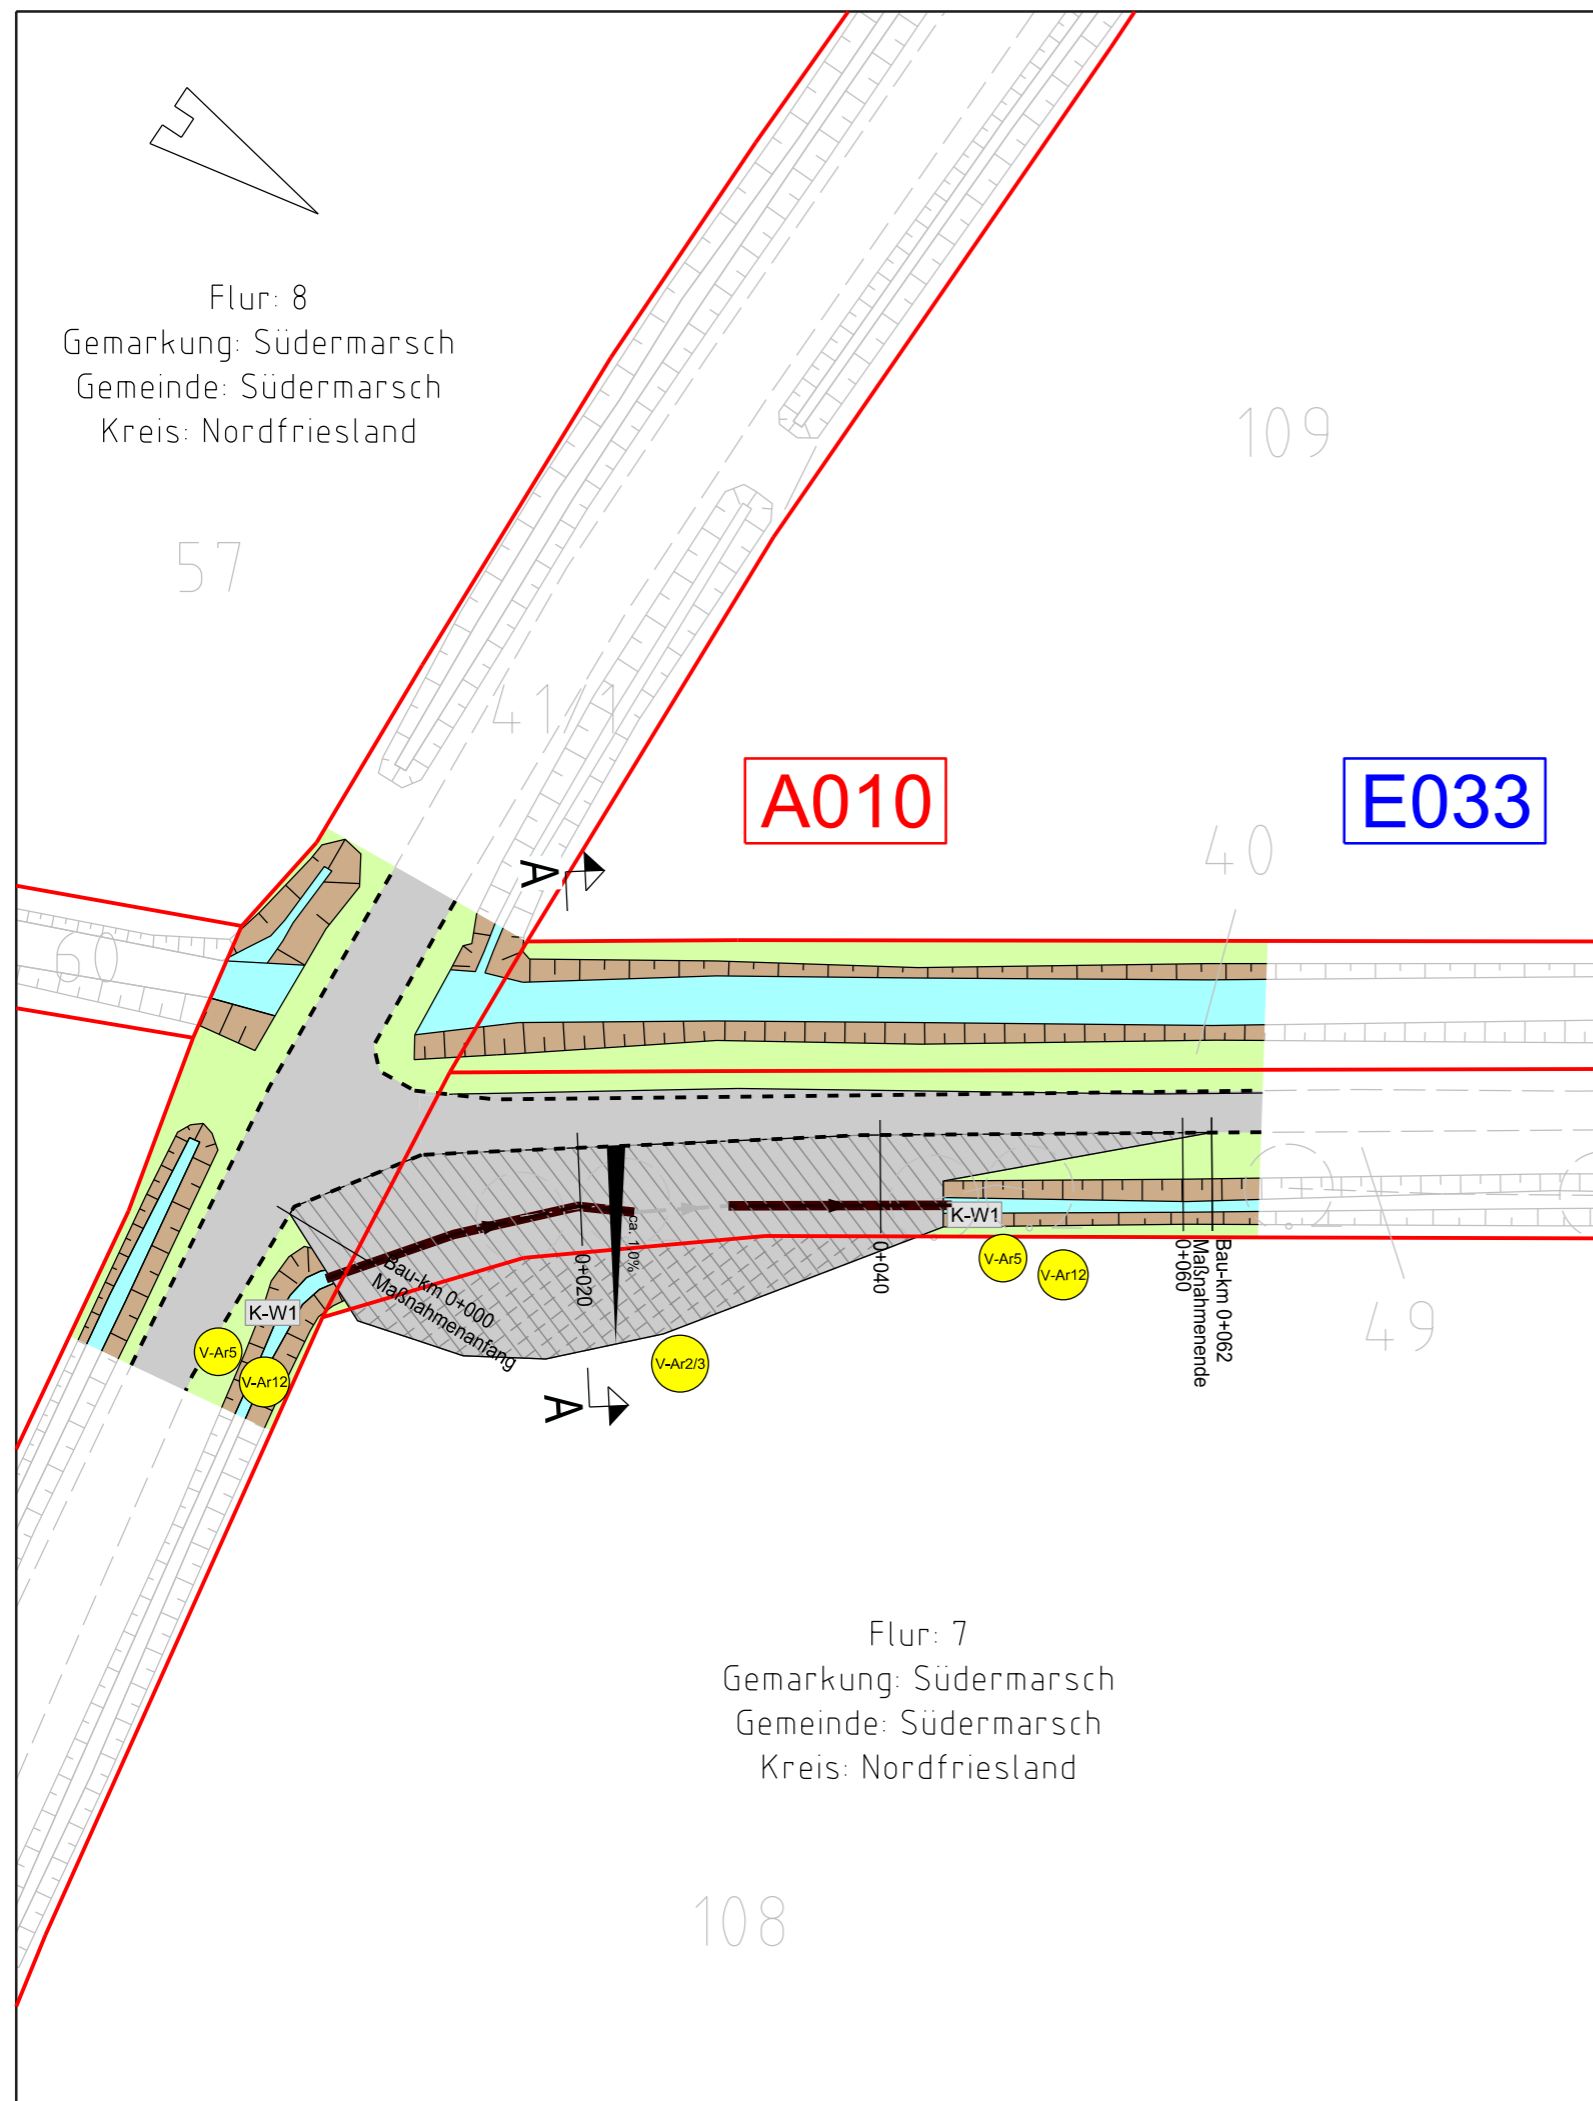 Flur: 8
Gemarkung: Südermarsch
Gemeinde: Südermarsch
Kreis: Nordfriesland
109
57
41/1
A010
E033
40
A
60
K-W1
ca. 10%
0+020
0+040
0+060
Maßnahmenende
Bau-km 0+062
Bau-km 0+000
Maßnahmenanfang
K-W1
V-Ar5
V-Ar12
V-Ar5
V-Ar12
V-Ar2/3
A
49
Flur: 7
Gemarkung: Südermarsch
Gemeinde: Südermarsch
Kreis: Nordfriesland
108